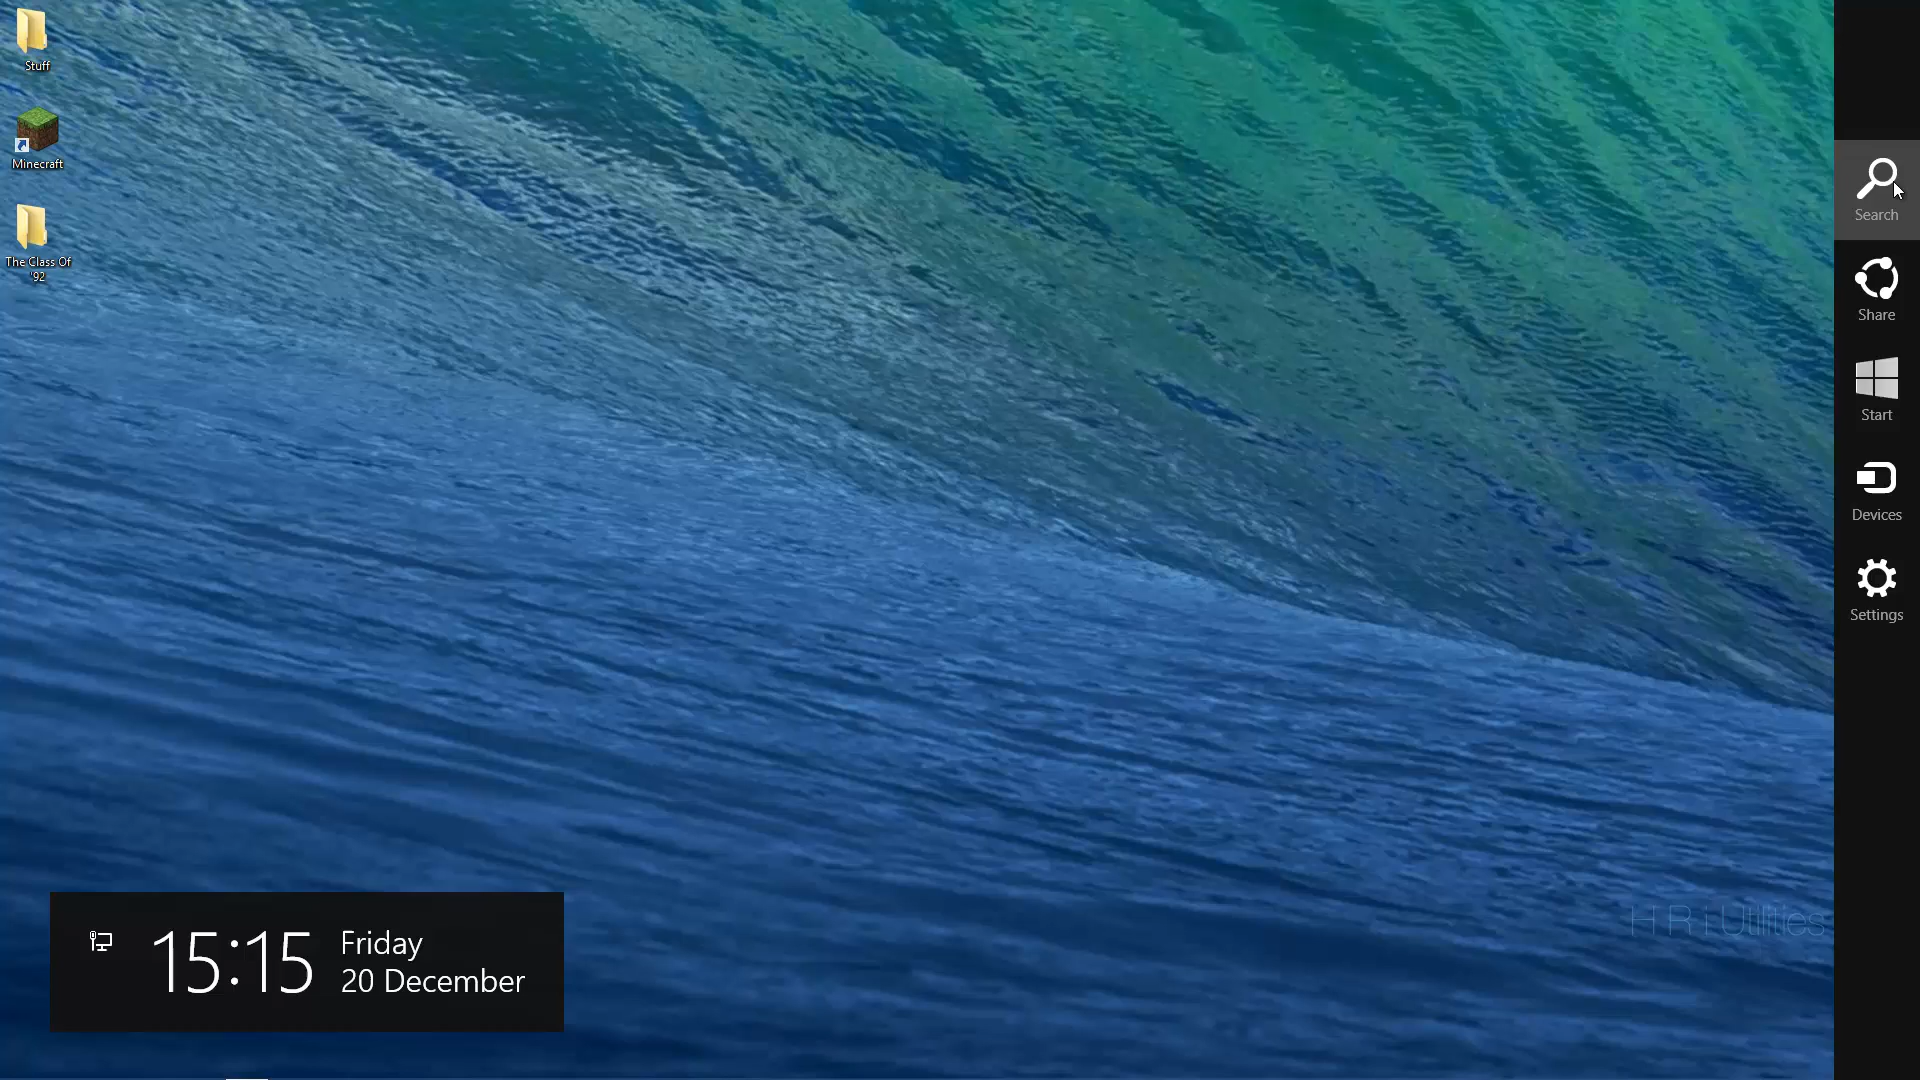 Stuff
Minecraft
The Class Of
'92
Search
Share
Start
Devices
Settings
H R i Utilities
15:15
Friday
20 December